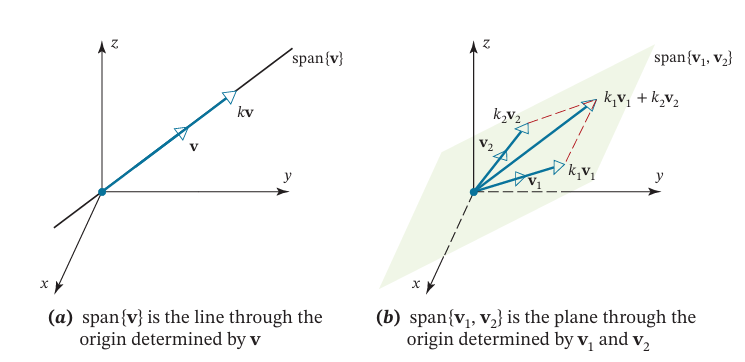 z
span{v}
kv
v
y
x
(a) span{v} is the line through the
origin determined by v
z
span{v₁, v₂}
k₁v₁ + k₂v₂
k₂v₂
v₂
k₁v₁
v₁
y
x
(b) span{v₁, v₂} is the plane through the
origin determined by v₁ and v₂